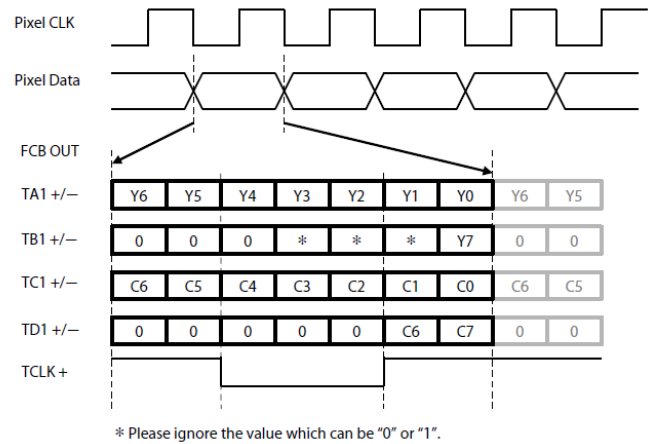 Pixel CLK
Pixel Data
FCB OUT
TA1 +/− Y6 Y5 Y4 Y3 Y2 Y1 Y0 Y6 Y5
TB1 +/− 0 0 0 * * * Y7 0 0
TC1 +/− C6 C5 C4 C3 C2 C1 C0 C6 C5
TD1 +/− 0 0 0 0 0 C6 C7 0 0
TCLK +
* Please ignore the value which can be “0” or “1”.